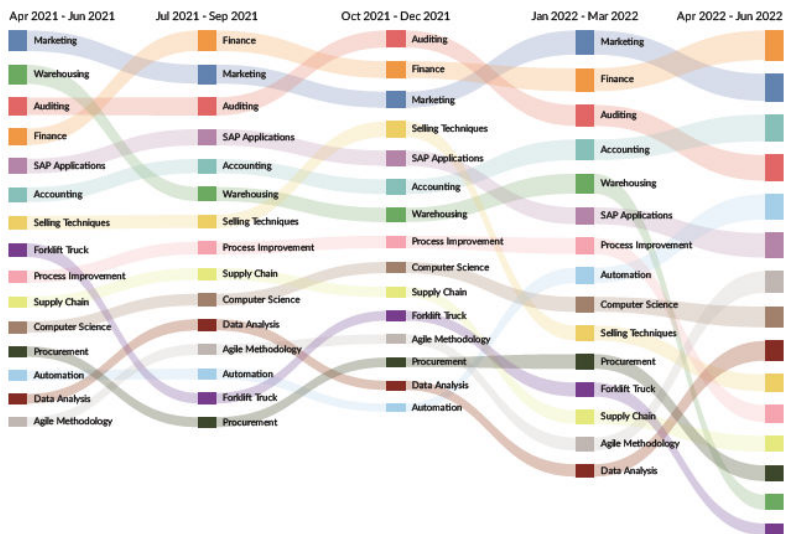 Apr 2021 - Jun 2021
Jul 2021 - Sep 2021
Oct 2021 - Dec 2021
Jan 2022 - Mar 2022
Apr 2022 - Jun 2022
Marketing
Warehousing
Auditing
Finance
SAP Applications
Accounting
Selling Techniques
Forklift Truck
Process Improvement
Supply Chain
Computer Science
Procurement
Automation
Data Analysis
Agile Methodology
Finance
Marketing
Auditing
SAP Applications
Accounting
Warehousing
Selling Techniques
Process Improvement
Supply Chain
Computer Science
Data Analysis
Agile Methodology
Automation
Forklift Truck
Procurement
Auditing
Finance
Marketing
Selling Techniques
SAP Applications
Accounting
Warehousing
Process Improvement
Computer Science
Supply Chain
Forklift Truck
Agile Methodology
Procurement
Data Analysis
Automation
Marketing
Finance
Auditing
Accounting
Warehousing
SAP Applications
Process Improvement
Automation
Computer Science
Selling Techniques
Procurement
Forklift Truck
Supply Chain
Agile Methodology
Data Analysis